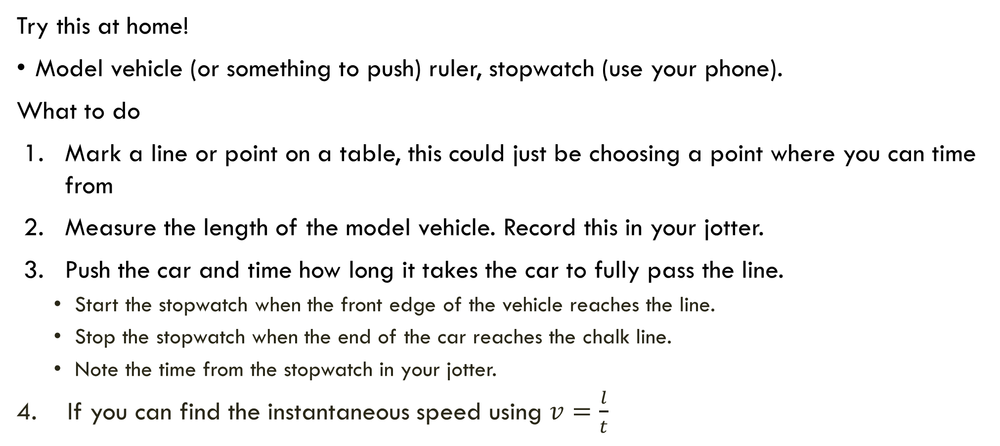 Try this at home!
• Model vehicle (or something to push) ruler, stopwatch (use your phone).
What to do
1. Mark a line or point on a table, this could just be choosing a point where you can time
from
2. Measure the length of the model vehicle. Record this in your jotter.
3. Push the car and time how long it takes the car to fully pass the line.
• Start the stopwatch when the front edge of the vehicle reaches the line.
• Stop the stopwatch when the end of the car reaches the chalk line.
• Note the time from the stopwatch in your jotter.
4. If you can find the instantaneous speed using v = l/t